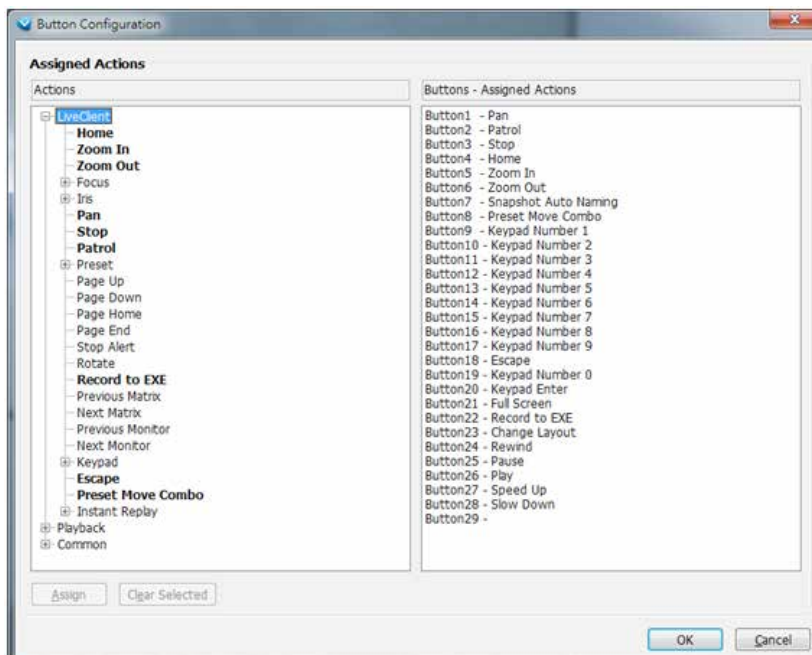 Button Configuration
Assigned Actions
Actions
LiveClient
Home
Zoom In
Zoom Out
Focus
Iris
Pan
Stop
Patrol
Preset
Page Up
Page Down
Page Home
Page End
Stop Alert
Rotate
Record to EXE
Previous Matrix
Next Matrix
Previous Monitor
Next Monitor
Keypad
Escape
Preset Move Combo
Instant Replay
Playback
Common
Buttons - Assigned Actions
Button1 - Pan
Button2 - Patrol
Button3 - Stop
Button4 - Home
Button5 - Zoom In
Button6 - Zoom Out
Button7 - Snapshot Auto Naming
Button8 - Preset Move Combo
Button9 - Keypad Number 1
Button10 - Keypad Number 2
Button11 - Keypad Number 3
Button12 - Keypad Number 4
Button13 - Keypad Number 5
Button14 - Keypad Number 6
Button15 - Keypad Number 7
Button16 - Keypad Number 8
Button17 - Keypad Number 9
Button18 - Escape
Button19 - Keypad Number 0
Button20 - Keypad Enter
Button21 - Full Screen
Button22 - Record to EXE
Button23 - Change Layout
Button24 - Rewind
Button25 - Pause
Button26 - Play
Button27 - Speed Up
Button28 - Slow Down
Button29 -
Assign
Clear Selected
OK
Cancel